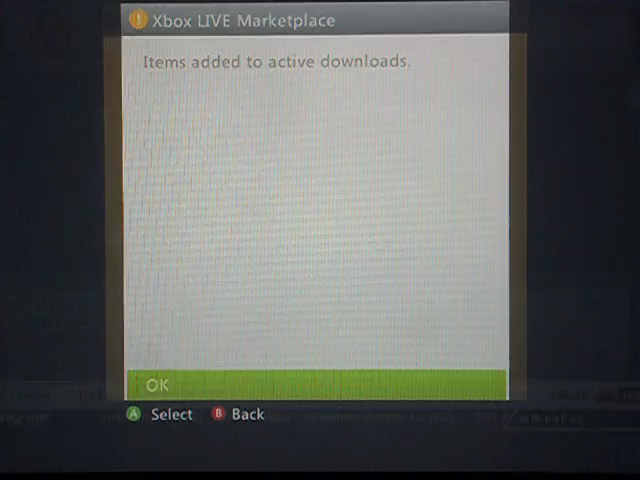 Xbox LIVE Marketplace
Items added to active downloads.
OK
A Select B Back